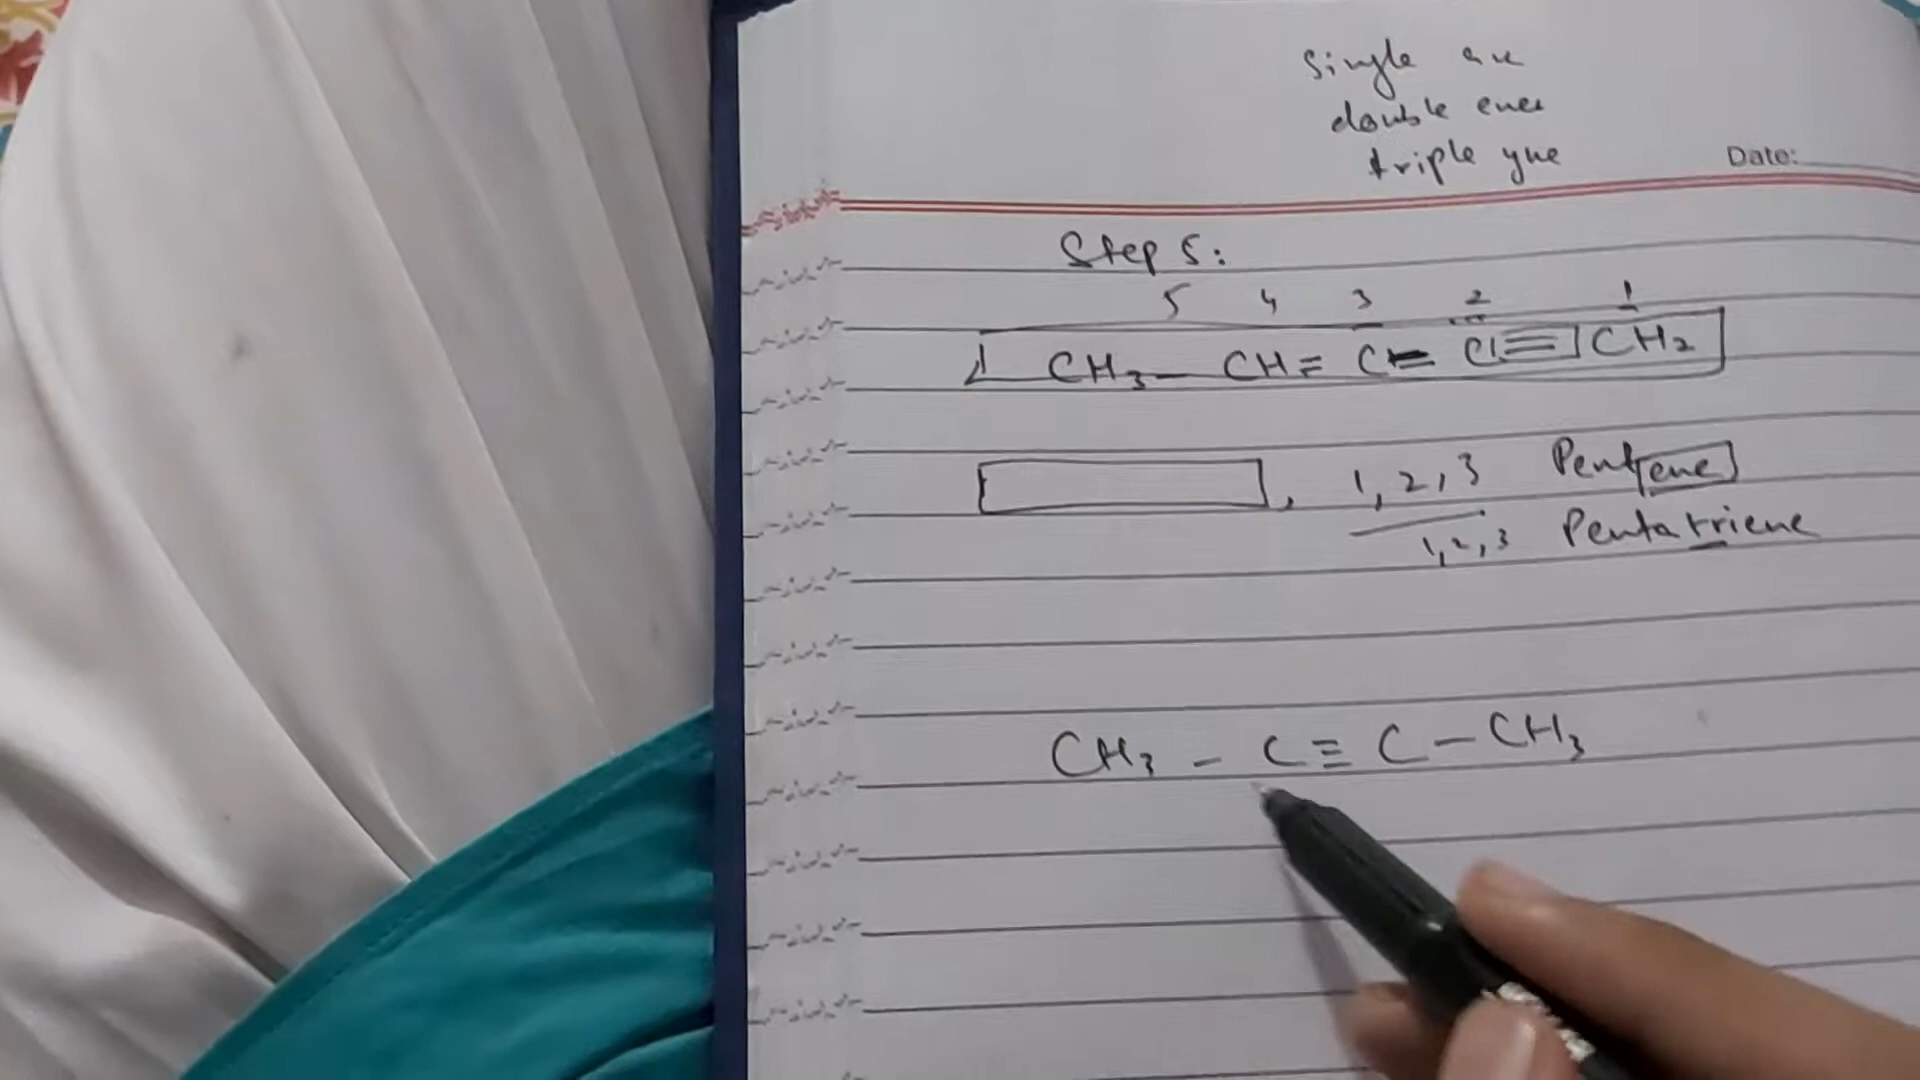 Single ane
double enes
triple yne
Date:
Step 5:
5 4 3 2 1
CH3 — CH = C = C ≡ CH2
, 1, 2, 3 Pentene
1, 2, 3 Pentatriene
CH3 - C ≡ C - CH3